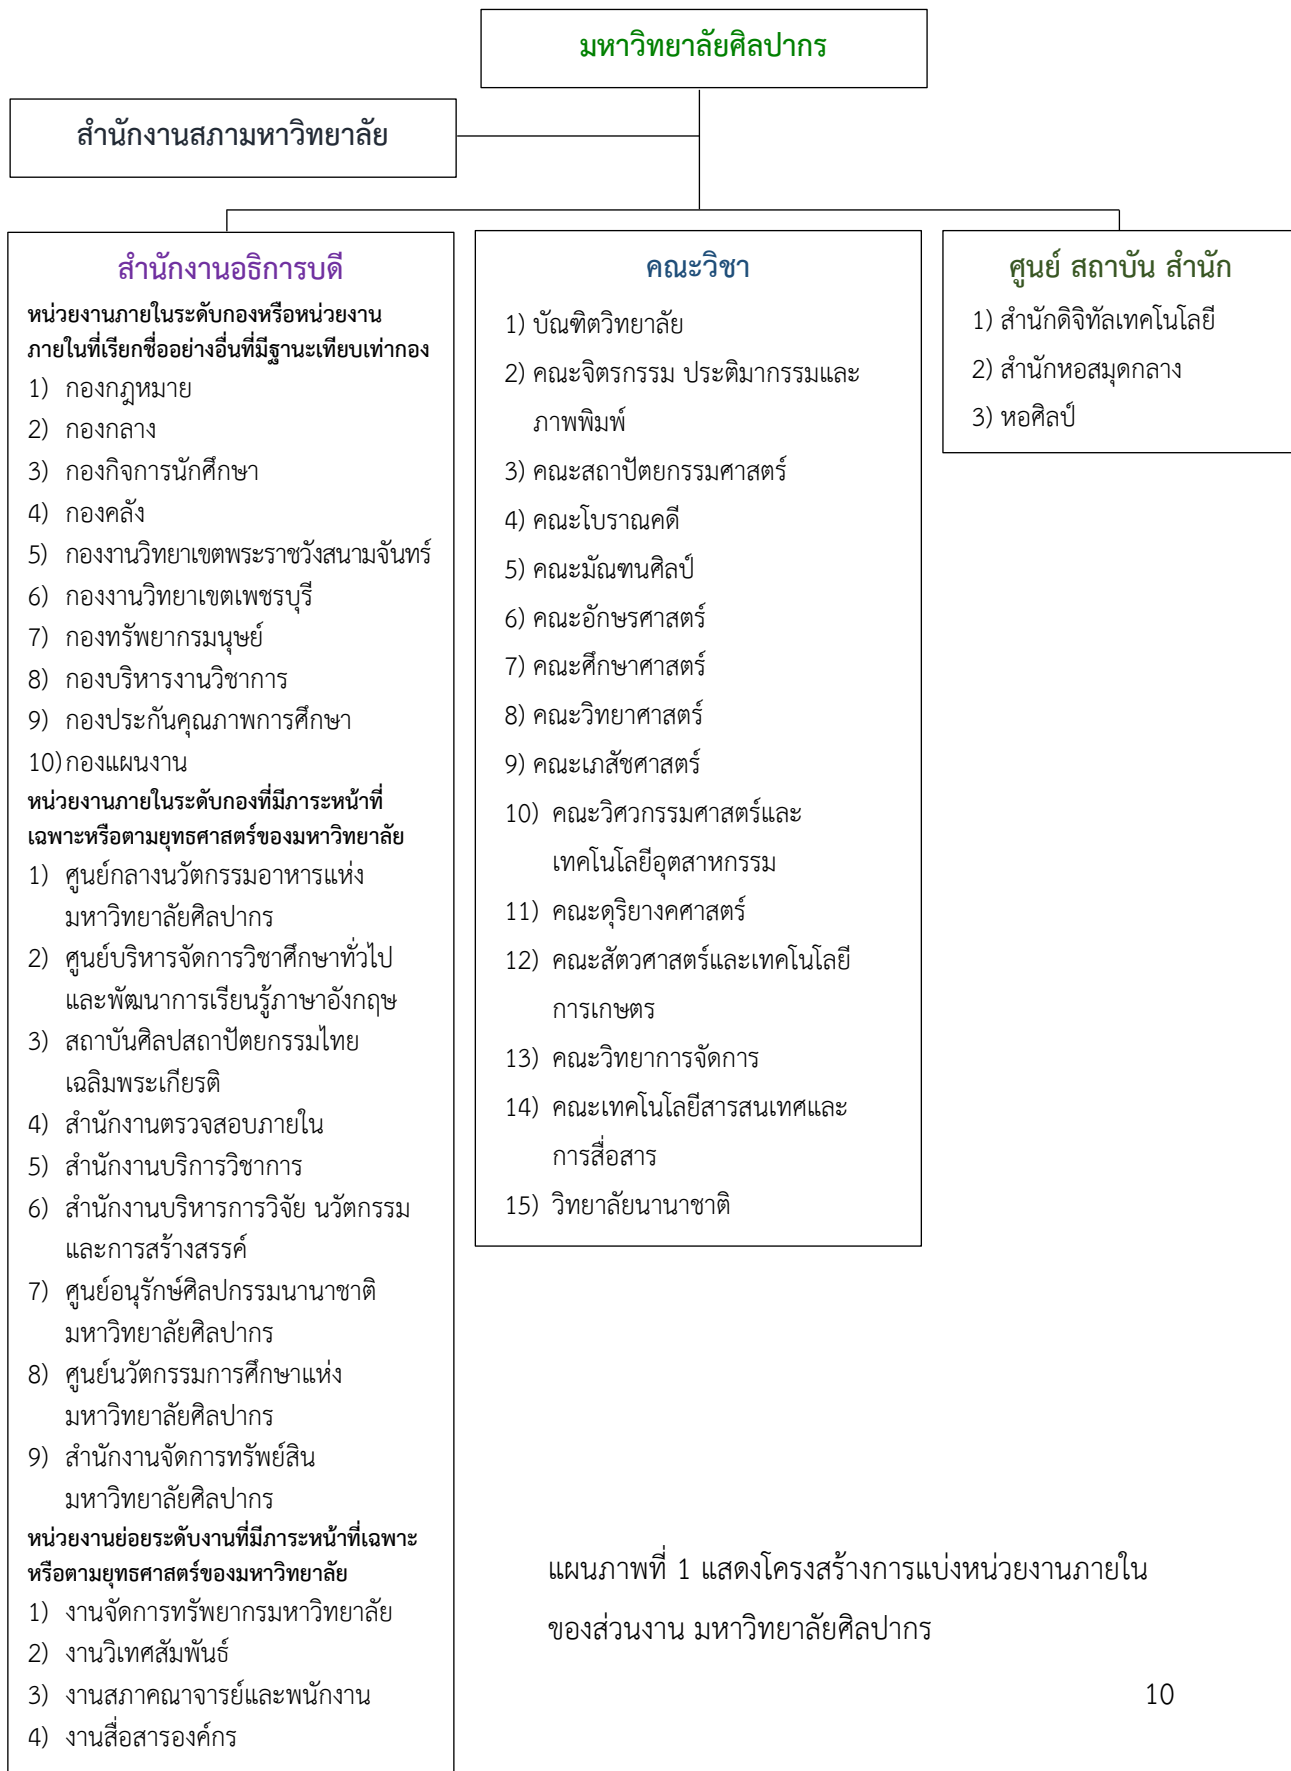 มหาวิทยาลัยศิลปากร
สำนักงานสภามหาวิทยาลัย
สำนักงานอธิการบดี
หน่วยงานภายในระดับกองหรือหน่วยงาน
ภายในที่เรียกชื่ออย่างอื่นที่มีฐานะเทียบเท่ากอง
1) กองกฎหมาย
2) กองกลาง
3) กองกิจการนักศึกษา
4) กองคลัง
5) กองงานวิทยาเขตพระราชวังสนามจันทร์
6) กองงานวิทยาเขตเพชรบุรี
7) กองทรัพยากรมนุษย์
8) กองบริหารงานวิชาการ
9) กองประกันคุณภาพการศึกษา
10) กองแผนงาน
หน่วยงานภายในระดับกองที่มีภาระหน้าที่
เฉพาะหรือตามยุทธศาสตร์ของมหาวิทยาลัย
1) ศูนย์กลางนวัตกรรมอาหารแห่ง
มหาวิทยาลัยศิลปากร
2) ศูนย์บริหารจัดการวิชาศึกษาทั่วไป
และพัฒนาการเรียนรู้ภาษาอังกฤษ
3) สถาบันศิลปสถาปัตยกรรมไทย
เฉลิมพระเกียรติ
4) สำนักงานตรวจสอบภายใน
5) สำนักงานบริการวิชาการ
6) สำนักงานบริหารการวิจัย นวัตกรรม
และการสร้างสรรค์
7) ศูนย์อนุรักษ์ศิลปกรรมนานาชาติ
มหาวิทยาลัยศิลปากร
8) ศูนย์นวัตกรรมการศึกษาแห่ง
มหาวิทยาลัยศิลปากร
9) สำนักงานจัดการทรัพย์สิน
มหาวิทยาลัยศิลปากร
หน่วยงานย่อยระดับงานที่มีภาระหน้าที่เฉพาะ
หรือตามยุทธศาสตร์ของมหาวิทยาลัย
1) งานจัดการทรัพยากรมหาวิทยาลัย
2) งานวิเทศสัมพันธ์
3) งานสภาคณาจารย์และพนักงาน
4) งานสื่อสารองค์กร
คณะวิชา
1) บัณฑิตวิทยาลัย
2) คณะจิตรกรรม ประติมากรรมและ
ภาพพิมพ์
3) คณะสถาปัตยกรรมศาสตร์
4) คณะโบราณคดี
5) คณะมัณฑนศิลป์
6) คณะอักษรศาสตร์
7) คณะศึกษาศาสตร์
8) คณะวิทยาศาสตร์
9) คณะเภสัชศาสตร์
10) คณะวิศวกรรมศาสตร์และ
เทคโนโลยีอุตสาหกรรม
11) คณะดุริยางคศาสตร์
12) คณะสัตวศาสตร์และเทคโนโลยี
การเกษตร
13) คณะวิทยาการจัดการ
14) คณะเทคโนโลยีสารสนเทศและ
การสื่อสาร
15) วิทยาลัยนานาชาติ
ศูนย์ สถาบัน สำนัก
1) สำนักดิจิทัลเทคโนโลยี
2) สำนักหอสมุดกลาง
3) หอศิลป์
แผนภาพที่ 1 แสดงโครงสร้างการแบ่งหน่วยงานภายใน
ของส่วนงาน มหาวิทยาลัยศิลปากร
10